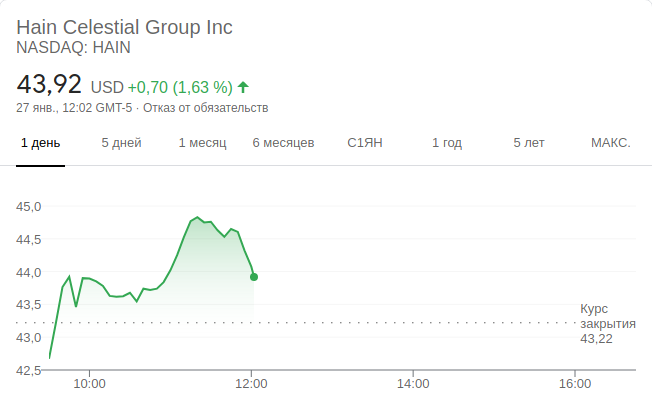 Hain Celestial Group Inc
NASDAQ: HAIN
43,92 USD +0,70 (1,63 %)
27 янв., 12:02 GMT-5 · Отказ от обязательств
1 день 5 дней 1 месяц 6 месяцев С1ЯН 1 год 5 лет МАКС.
45,0
44,5
44,0
43,5
43,0
42,5
Курс
закрытия
43,22
10:00 12:00 14:00 16:00